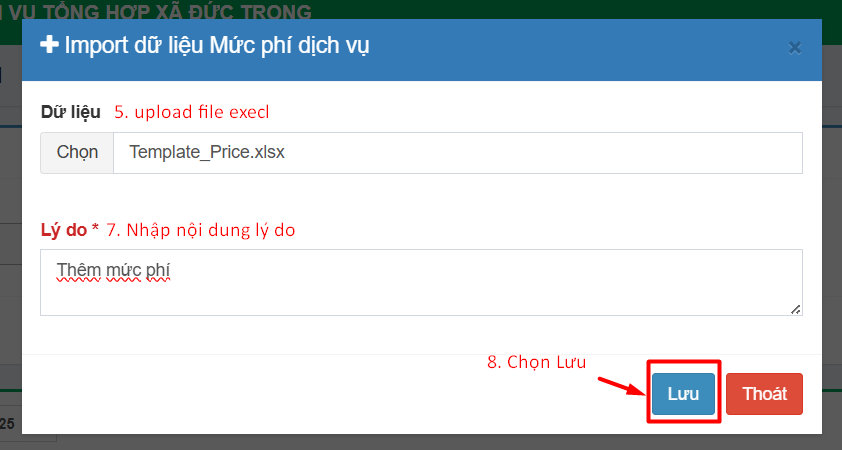 VỤ TỔNG HỢP XÃ ĐỨC TRỌNG
Import dữ liệu Mức phí dịch vụ
×
Dữ liệu 5. upload file execl
Chọn Template_Price.xlsx
Lý do * 7. Nhập nội dung lý do
Thêm mức phí
8. Chọn Lưu
Lưu Thoát
25